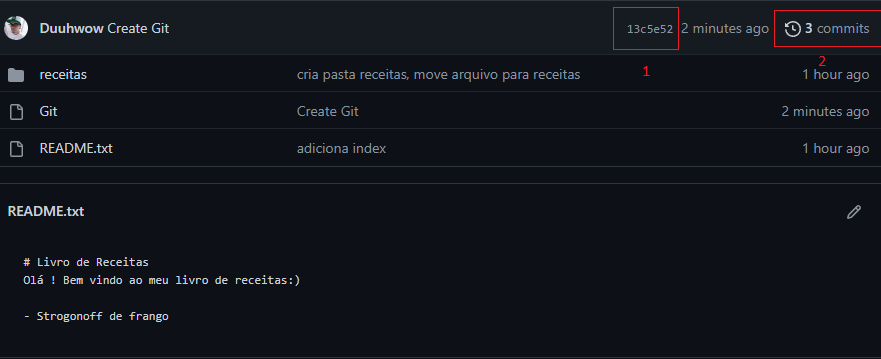 Duuhwow Create Git 13c5e52 2 minutes ago 3 commits
1 2
receitas cria pasta receitas, move arquivo para receitas 1 hour ago
Git Create Git 2 minutes ago
README.txt adiciona index 1 hour ago
README.txt
# Livro de Receitas
Olá ! Bem vindo ao meu livro de receitas:)
- Strogonoff de frango